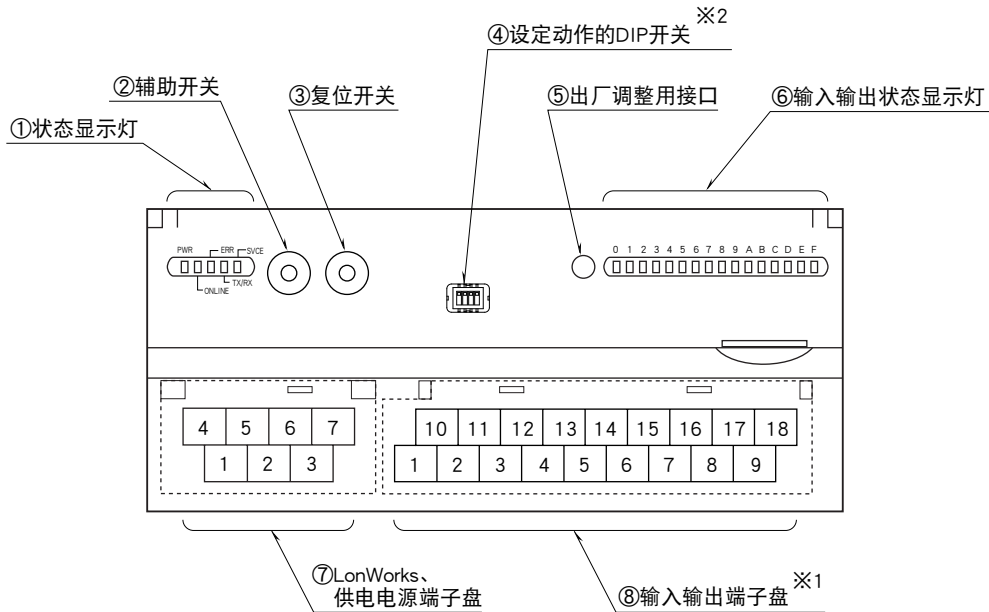 ※2
④设定动作的DIP开关
②辅助开关
③复位开关
⑤出厂调整用接口
⑥输入输出状态显示灯
①状态显示灯
PWR ERR SVCE
ONLINE TX/RX
0 1 2 3 4 5 6 7 8 9 A B C D E F
4 5 6 7
1 2 3
10 11 12 13 14 15 16 17 18
1 2 3 4 5 6 7 8 9
⑦LonWorks、
供电电源端子盘
⑧输入输出端子盘※1